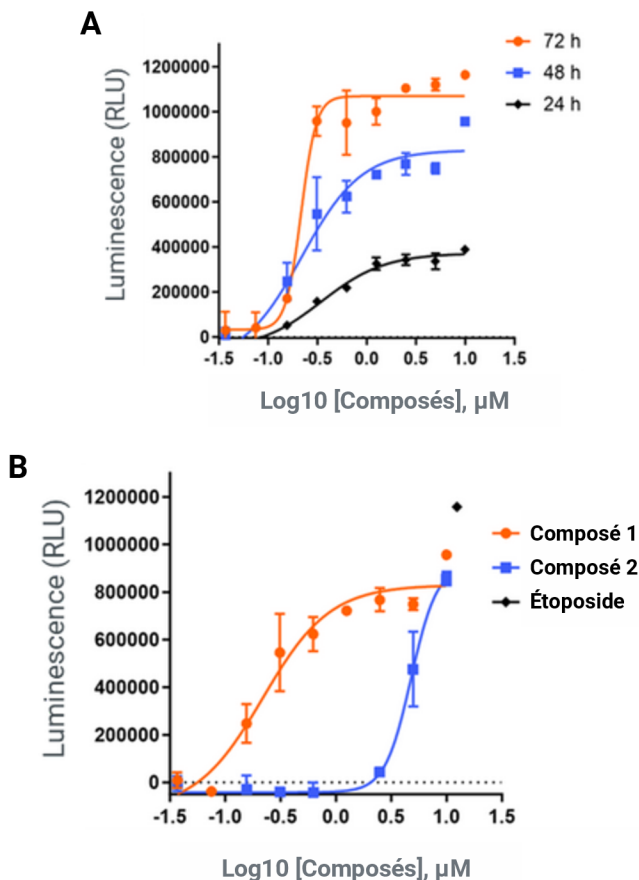 A
Luminescence (RLU)
1200000
1000000
800000
600000
400000
200000
0
-1.5 -1.0 -0.5 0.0 0.5 1.0 1.5
Log10 [Composés], µM
72 h
48 h
24 h
B
Luminescence (RLU)
1200000
1000000
800000
600000
400000
200000
0
-1.5 -1.0 -0.5 0.0 0.5 1.0 1.5
Log10 [Composés], µM
Composé 1
Composé 2
Étoposide